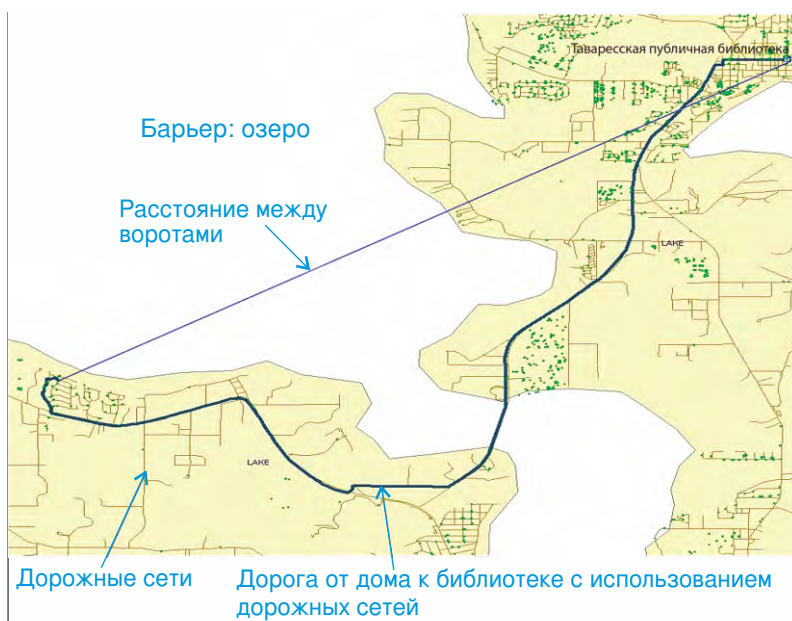 Таваресская публичная библиотека
Барьер: озеро
Расстояние между
воротами
LAKE
LAKE
Дорожные сети
Дорога от дома к библиотеке с использованием
дорожных сетей